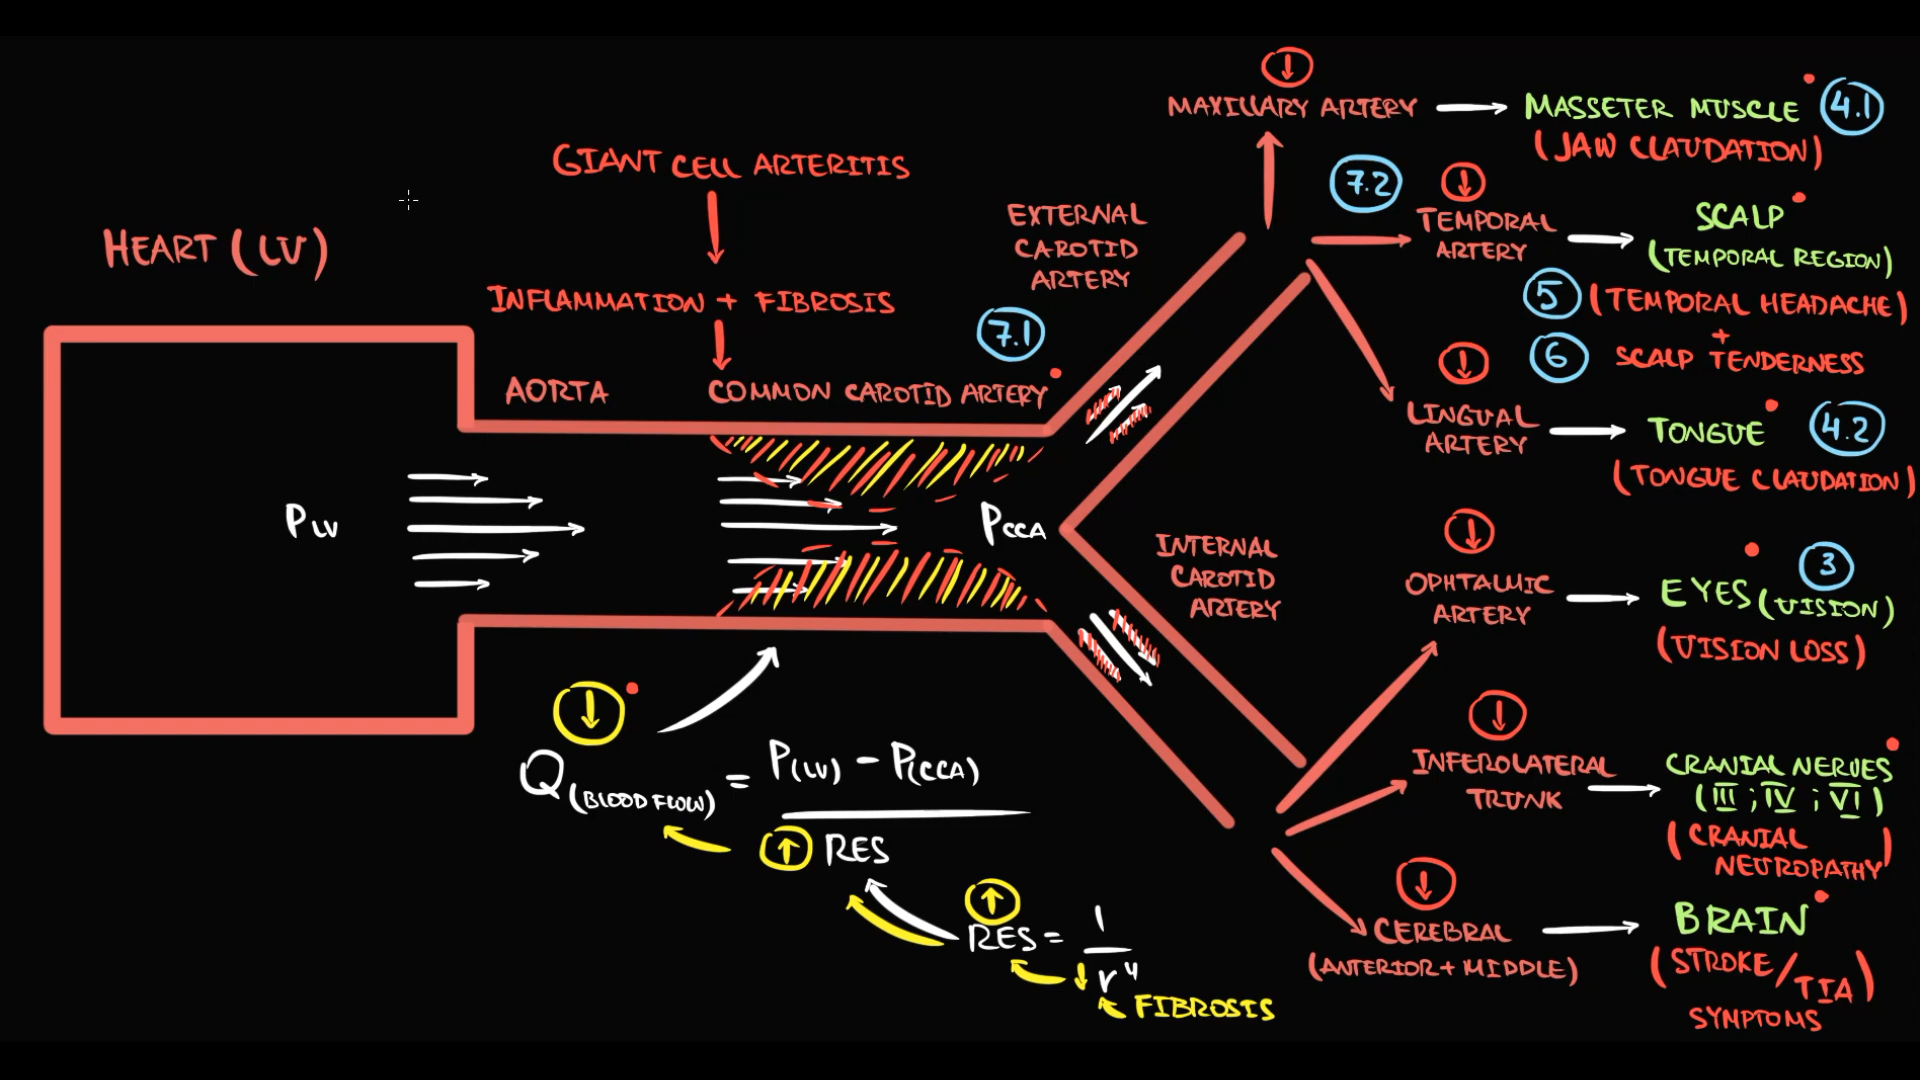 HEART (LV)
GIANT CELL ARTERITIS
INFLAMMATION + FIBROSIS
AORTA
COMMON CAROTID ARTERY
7.1
PLV
PCCA
EXTERNAL
CAROTID
ARTERY
INTERNAL
CAROTID
ARTERY
↓
Q(BLOOD FLOW) = P(LV) - P(CCA)
↑ RES
↑
RES = 1
↓ r4
FIBROSIS
↓
MAXILLARY ARTERY → MASSETER MUSCLE 4.1
(JAW CLAUDATION)
7.2
↓
TEMPORAL
ARTERY
→ SCALP
(TEMPORAL REGION)
5 (TEMPORAL HEADACHE)
+
6 SCALP TENDERNESS
↓
LINGUAL
ARTERY
→ TONGUE 4.2
(TONGUE CLAUDATION)
↓
OPHTALMIC
ARTERY
→ EYES (VISION) 3
(VISION LOSS)
↓
INFEROLATERAL
TRUNK
→ CRANIAL NERVES
(III ; IV ; VI)
(CRANIAL
NEUROPATHY)
↓
CEREBRAL
(ANTERIOR + MIDDLE)
→ BRAIN
(STROKE/
TIA)
SYMPTOMS